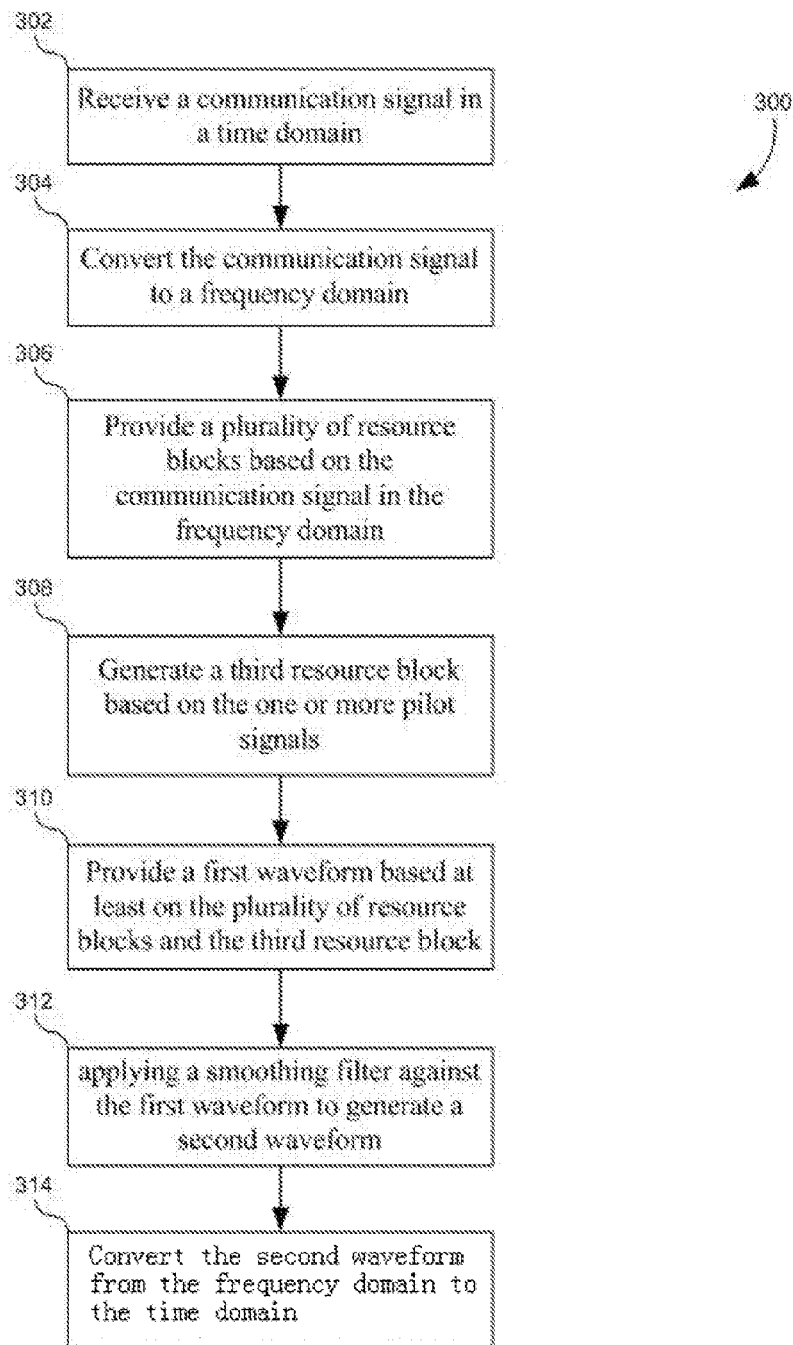 302
Receive a communication signal in
a time domain
300
304
Convert the communication signal
to a frequency domain
306
Provide a plurality of resource
blocks based on the
communication signal in the
frequency domain
308
Generate a third resource block
based on the one or more pilot
signals
310
Provide a first waveform based at
least on the plurality of resource
blocks and the third resource block
312
applying a smoothing filter against
the first waveform to generate a
second waveform
314
Convert the second waveform
from the frequency domain to
the time domain